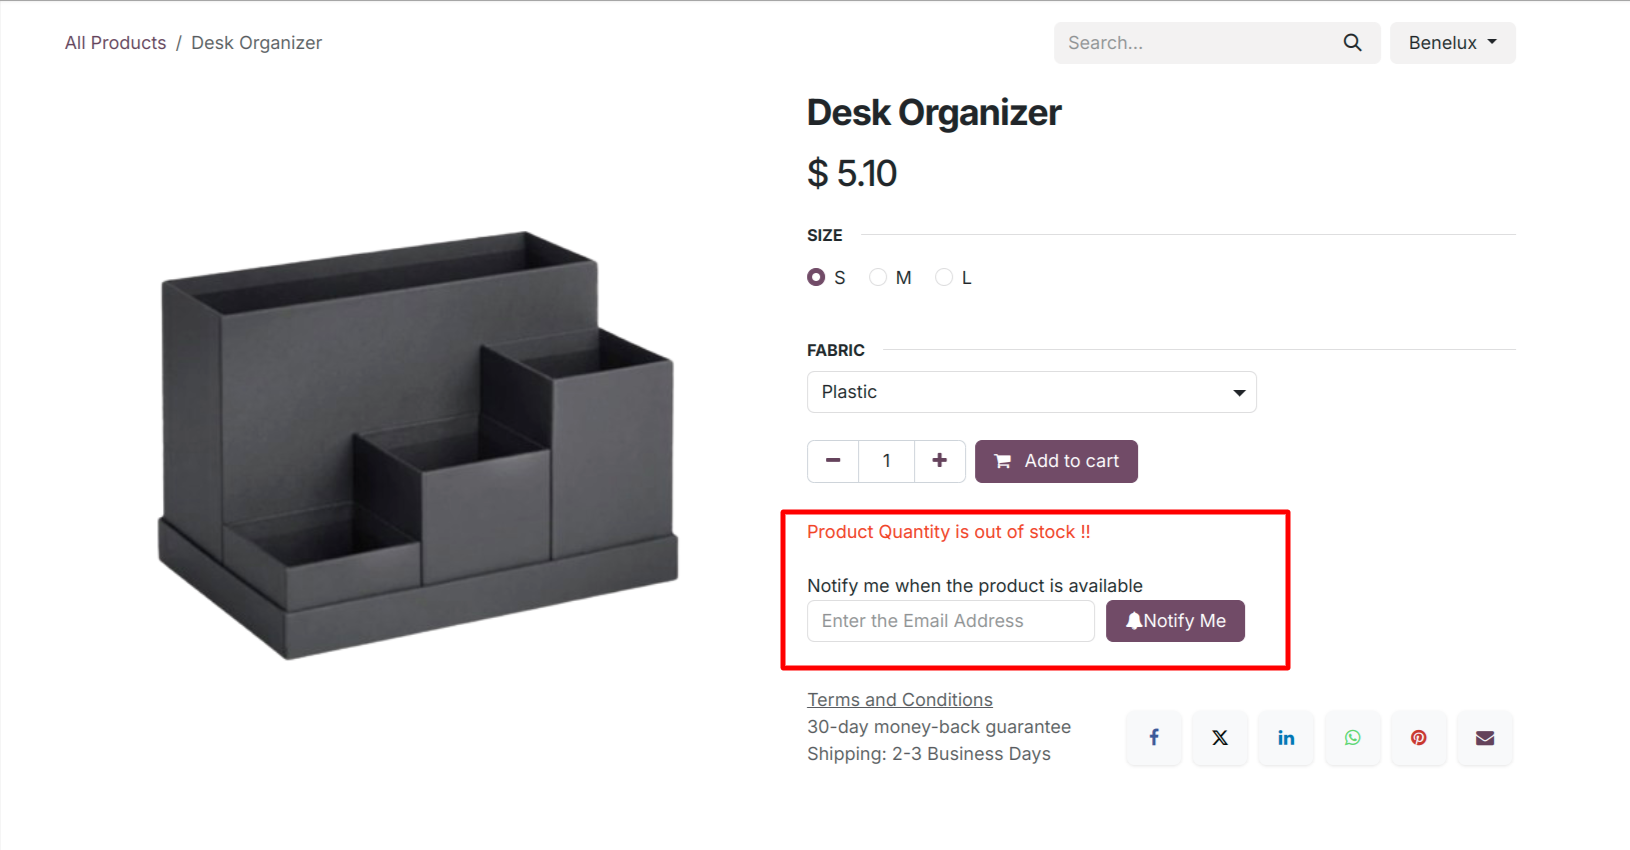 All Products / Desk Organizer
Search...
Benelux
Desk Organizer
$ 5.10
SIZE
S M L
FABRIC
Plastic
1
Add to cart
Product Quantity is out of stock !!
Notify me when the product is available
Enter the Email Address
Notify Me
Terms and Conditions
30-day money-back guarantee
Shipping: 2-3 Business Days